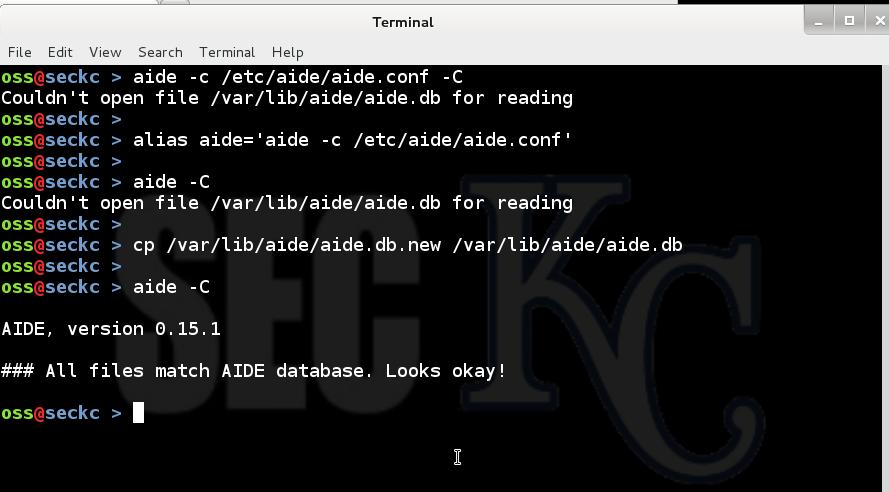 Terminal
File Edit View Search Terminal Help
oss@seckc > aide -c /etc/aide/aide.conf -C
Couldn't open file /var/lib/aide/aide.db for reading
oss@seckc >
oss@seckc > alias aide='aide -c /etc/aide/aide.conf'
oss@seckc >
oss@seckc > aide -C
Couldn't open file /var/lib/aide/aide.db for reading
oss@seckc >
oss@seckc > cp /var/lib/aide/aide.db.new /var/lib/aide/aide.db
oss@seckc >
oss@seckc > aide -C
AIDE, version 0.15.1
### All files match AIDE database. Looks okay!
oss@seckc >
SEC KC